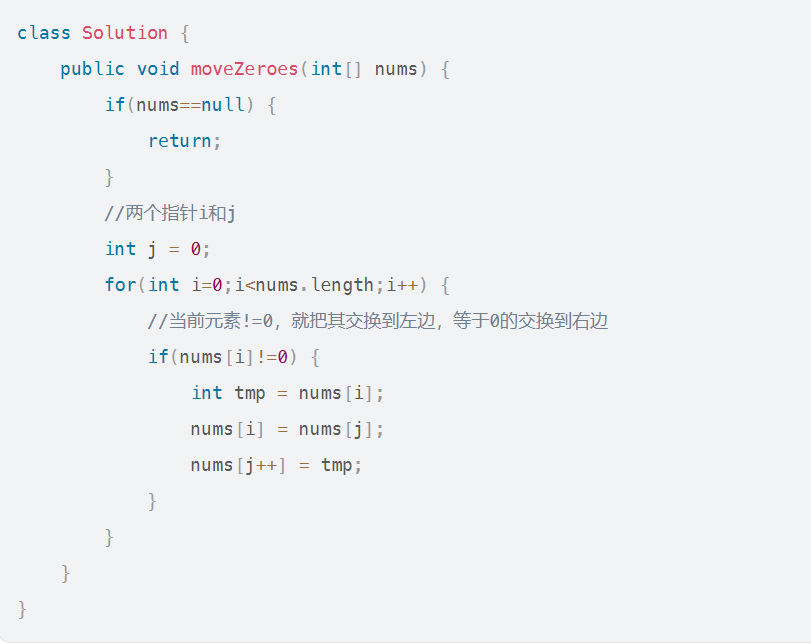 class Solution {
    public void moveZeroes(int[] nums) {
        if(nums==null) {
            return;
        }
        //两个指针i和j
        int j = 0;
        for(int i=0;i<nums.length;i++) {
            //当前元素!=0，就把其交换到左边，等于0的交换到右边
            if(nums[i]!=0) {
                int tmp = nums[i];
                nums[i] = nums[j];
                nums[j++] = tmp;
            }
        }
    }
}